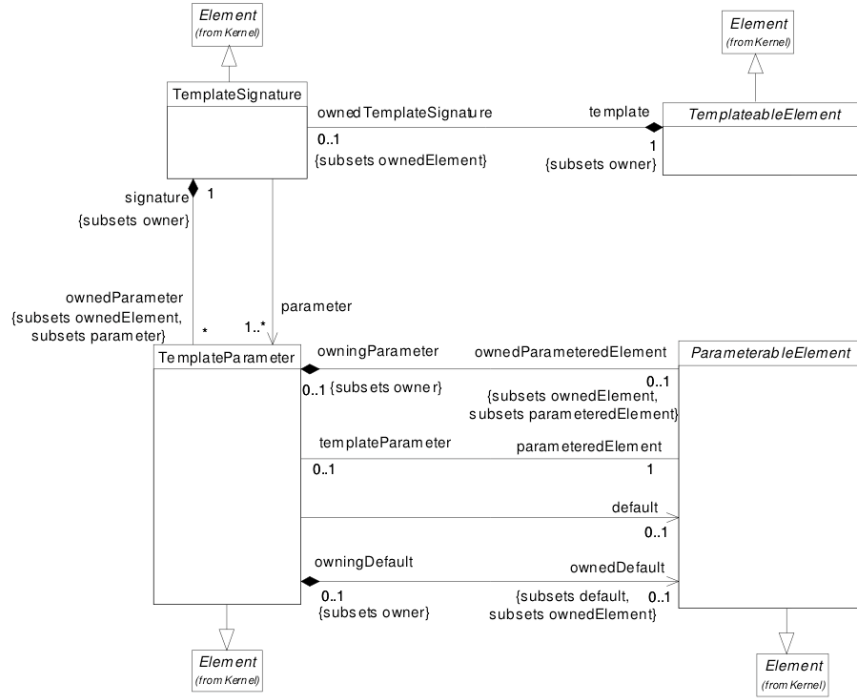 Element
(from Kernel)
Element
(from Kernel)
TemplateSignature
TemplateableElement
ownedTemplateSignature
template
0..1
1
{subsets ownedElement}
{subsets owner}
signature
1
{subsets owner}
ownedParameter
{subsets ownedElement,
subsets parameter}
*
parameter
1..*
TemplateParameter
ParameterableElement
owningParameter
ownedParameteredElement
0..1
{subsets owner}
0..1
{subsets ownedElement,
subsets parameteredElement}
templateParameter
parameteredElement
0..1
1
default
0..1
owningDefault
ownedDefault
0..1
{subsets owner}
{subsets default,
subsets ownedElement}
0..1
Element
(from Kernel)
Element
(from Kernel)